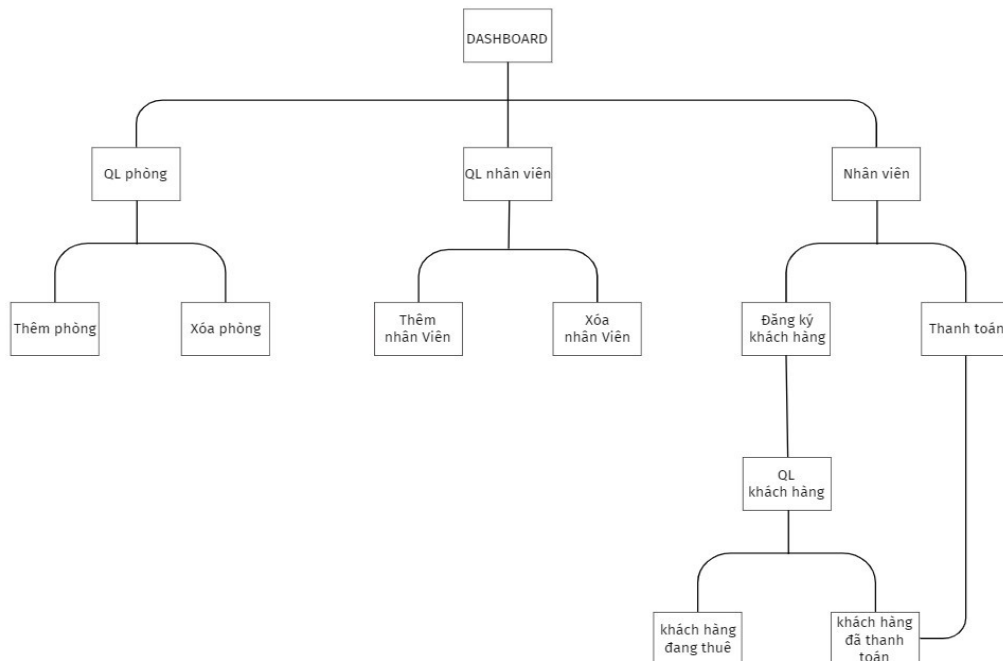 DASHBOARD
QL phòng
QL nhân viên
Nhân viên
Thêm phòng
Xóa phòng
Thêm
nhân Viên
Xóa
nhân Viên
Đăng ký
khách hàng
Thanh toán
QL
khách hàng
khách hàng
đang thuê
khách hàng
đã thanh
toán